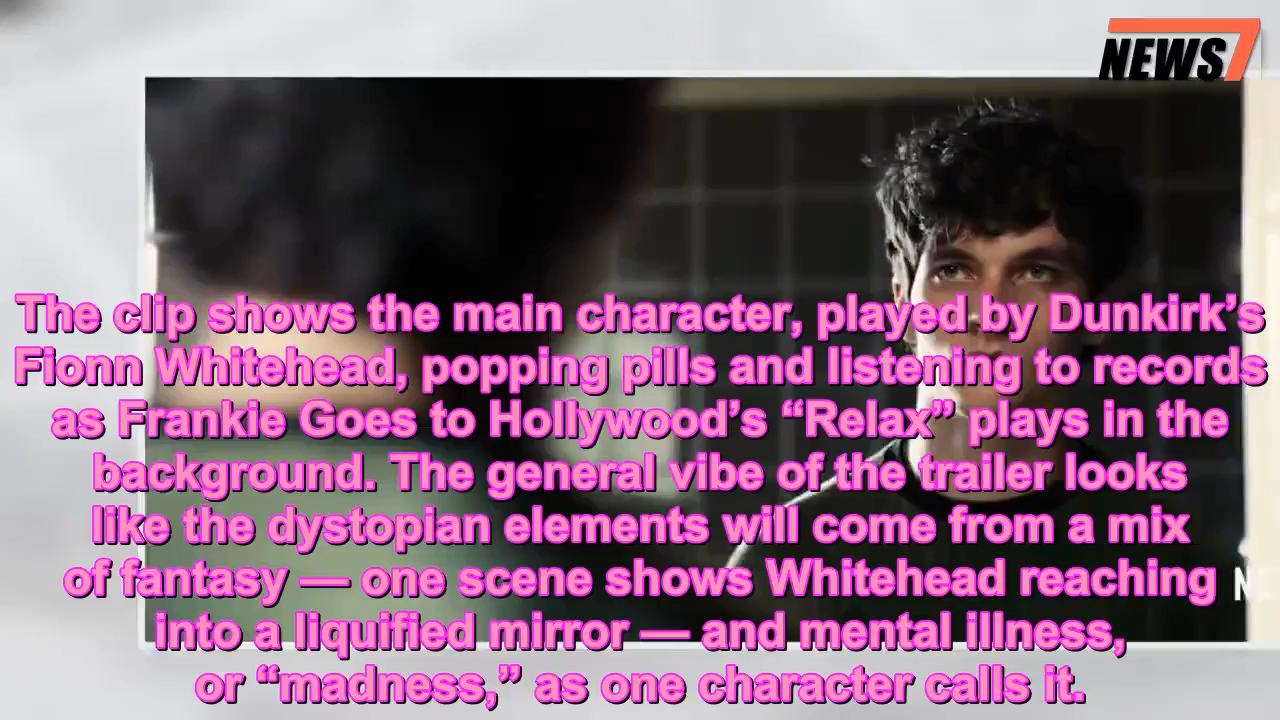 NEWS7
The clip shows the main character, played by Dunkirk’s
Fionn Whitehead, popping pills and listening to records
as Frankie Goes to Hollywood’s “Relax” plays in the
background. The general vibe of the trailer looks
like the dystopian elements will come from a mix
of fantasy — one scene shows Whitehead reaching
into a liquified mirror — and mental illness,
or “madness,” as one character calls it.